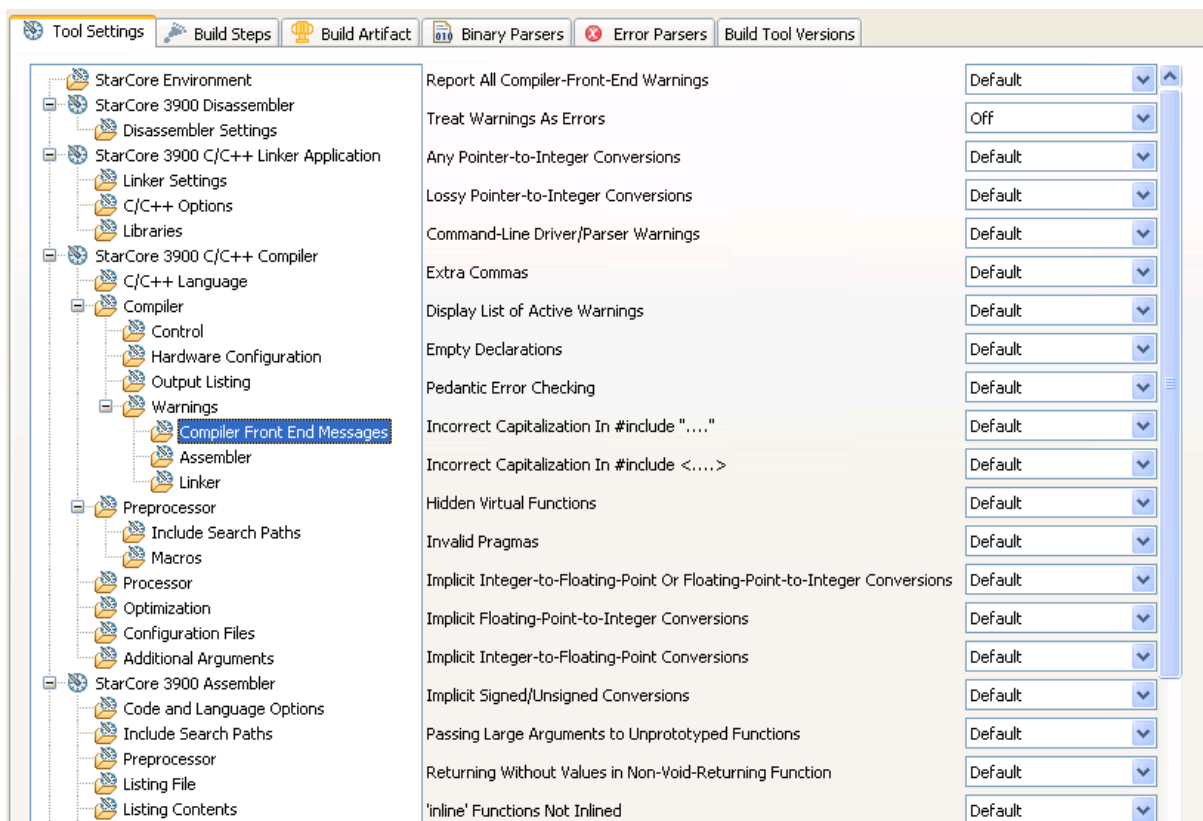 Tool Settings
Build Steps
Build Artifact
Binary Parsers
Error Parsers
Build Tool Versions
StarCore Environment
StarCore 3900 Disassembler
Disassembler Settings
StarCore 3900 C/C++ Linker Application
Linker Settings
C/C++ Options
Libraries
StarCore 3900 C/C++ Compiler
C/C++ Language
Compiler
Control
Hardware Configuration
Output Listing
Warnings
Compiler Front End Messages
Assembler
Linker
Preprocessor
Include Search Paths
Macros
Processor
Optimization
Configuration Files
Additional Arguments
StarCore 3900 Assembler
Code and Language Options
Include Search Paths
Preprocessor
Listing File
Listing Contents
Report All Compiler-Front-End Warnings Default
Treat Warnings As Errors Off
Any Pointer-to-Integer Conversions Default
Lossy Pointer-to-Integer Conversions Default
Command-Line Driver/Parser Warnings Default
Extra Commas Default
Display List of Active Warnings Default
Empty Declarations Default
Pedantic Error Checking Default
Incorrect Capitalization In #include "...." Default
Incorrect Capitalization In #include <....> Default
Hidden Virtual Functions Default
Invalid Pragmas Default
Implicit Integer-to-Floating-Point Or Floating-Point-to-Integer Conversions Default
Implicit Floating-Point-to-Integer Conversions Default
Implicit Integer-to-Floating-Point Conversions Default
Implicit Signed/Unsigned Conversions Default
Passing Large Arguments to Unprototyped Functions Default
Returning Without Values in Non-Void-Returning Function Default
'inline' Functions Not Inlined Default